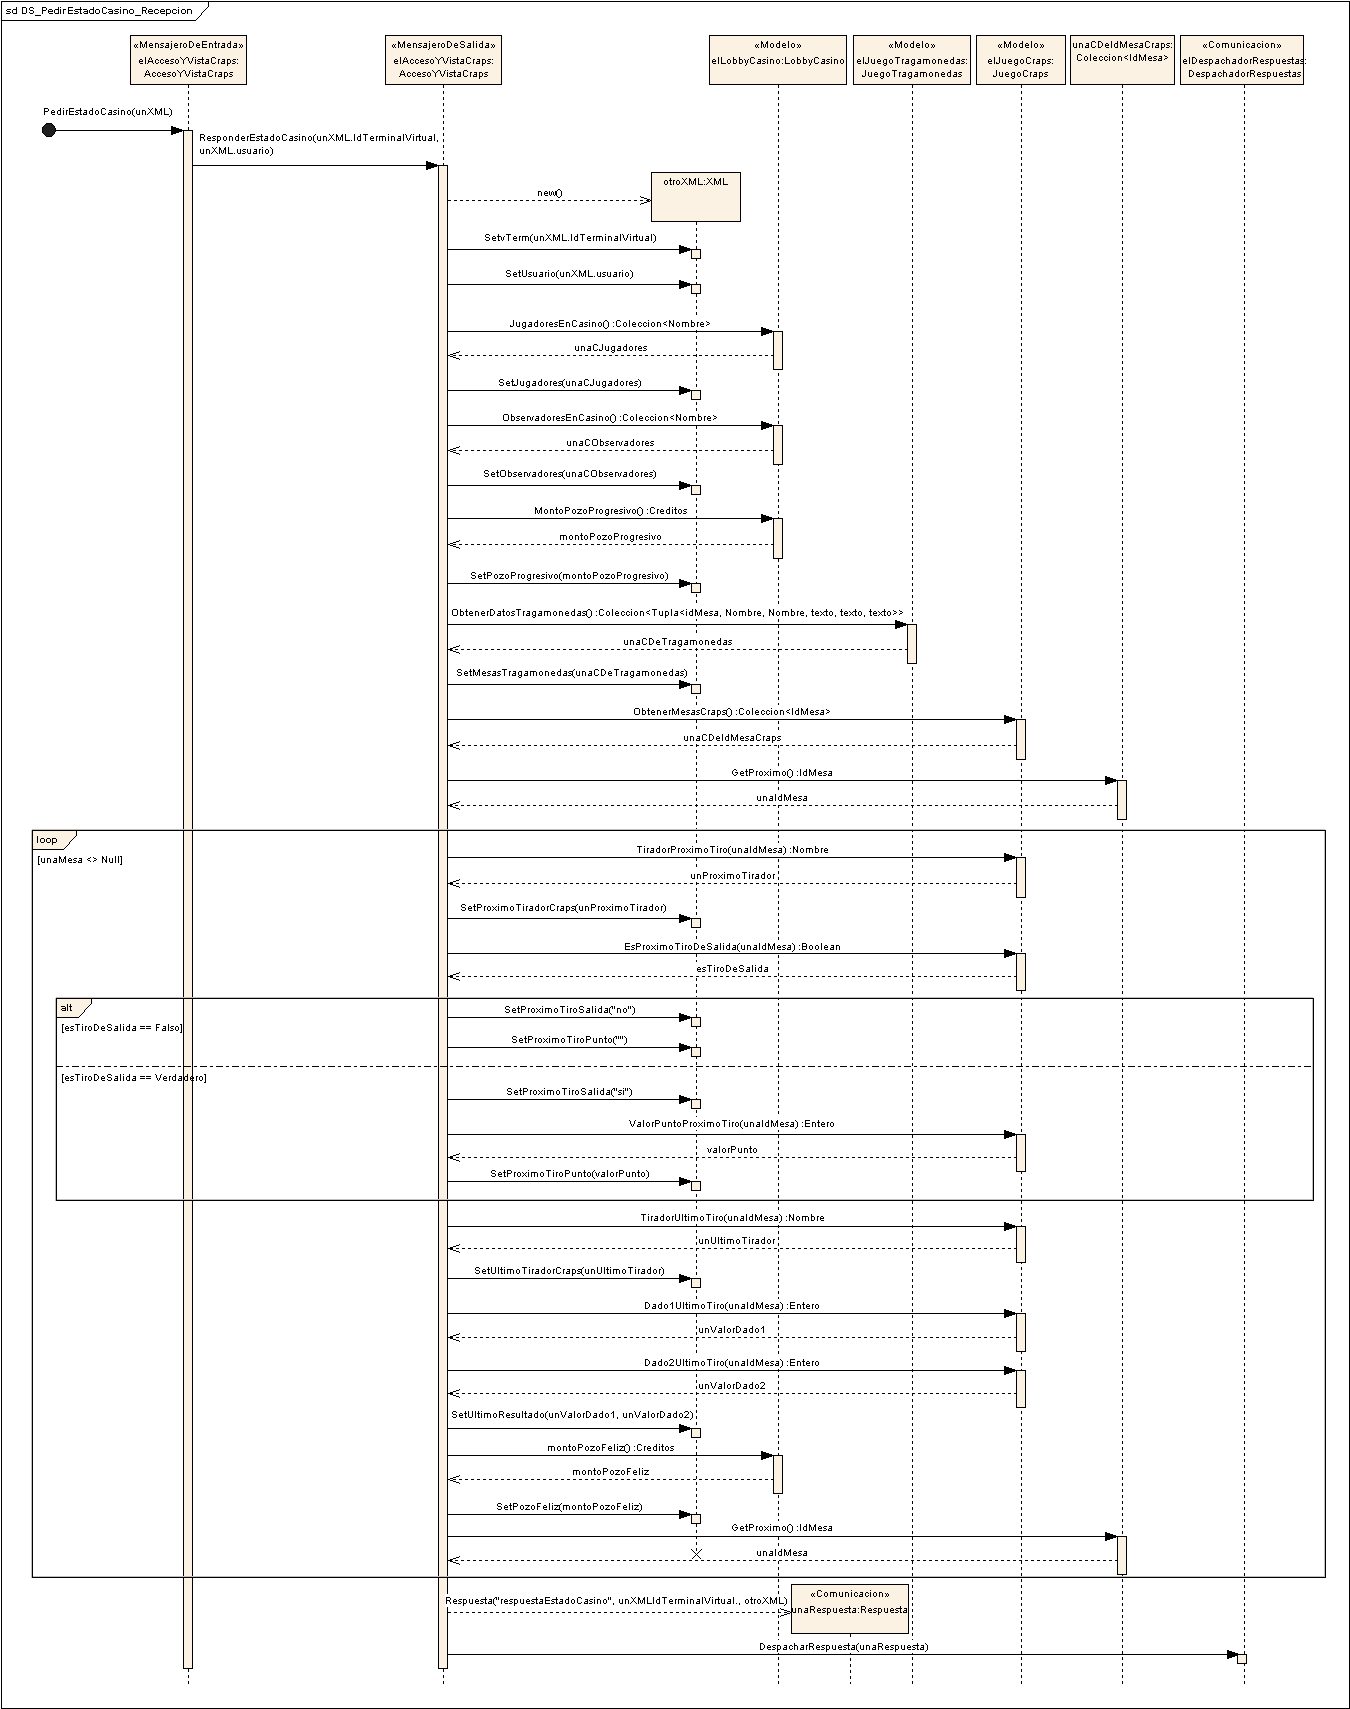 sd DS_PedirEstadoCasino_Recepcion
«MensajeroDeEntrada»
elAccesoYVistaCraps:
AccesoYVistaCraps
«MensajeroDeSalida»
elAccesoYVistaCraps:
AccesoYVistaCraps
«Modelo»
elLobbyCasino:LobbyCasino
«Modelo»
elJuegoTragamonedas:
JuegoTragamonedas
«Modelo»
elJuegoCraps:
JuegoCraps
unaCDeIdMesaCraps:
Coleccion<IdMesa>
«Comunicacion»
elDespachadorRespuestas:
DespachadorRespuestas
PedirEstadoCasino(unXML)
ResponderEstadoCasino(unXML.IdTerminalVirtual,
unXML.usuario)
otroXML:XML
new()
SetvTerm(unXML.IdTerminalVirtual)
SetUsuario(unXML.usuario)
JugadoresEnCasino() :Coleccion<Nombre>
unaCJugadores
SetJugadores(unaCJugadores)
ObservadoresEnCasino() :Coleccion<Nombre>
unaCObservadores
SetObservadores(unaCObservadores)
MontoPozoProgresivo() :Creditos
montoPozoProgresivo
SetPozoProgresivo(montoPozoProgresivo)
ObtenerDatosTragamonedas() :Coleccion<Tupla<idMesa, Nombre, Nombre, texto, texto, texto>>
unaCDeTragamonedas
SetMesasTragamonedas(unaCDeTragamonedas)
ObtenerMesasCraps() :Coleccion<IdMesa>
unaCDeIdMesaCraps
GetProximo() :IdMesa
unaIdMesa
loop
[unaMesa <> Null]
TiradorProximoTiro(unaIdMesa) :Nombre
unProximoTirador
SetProximoTiradorCraps(unProximoTirador)
EsProximoTiroDeSalida(unaIdMesa) :Boolean
esTiroDeSalida
alt
[esTiroDeSalida == Falso]
SetProximoTiroSalida("no")
SetProximoTiroPunto("")
[esTiroDeSalida == Verdadero]
SetProximoTiroSalida("si")
ValorPuntoProximoTiro(unaIdMesa) :Entero
valorPunto
SetProximoTiroPunto(valorPunto)
TiradorUltimoTiro(unaIdMesa) :Nombre
unUltimoTirador
SetUltimoTiradorCraps(unUltimoTirador)
Dado1UltimoTiro(unaIdMesa) :Entero
unValorDado1
Dado2UltimoTiro(unaIdMesa) :Entero
unValorDado2
SetUltimoResultado(unValorDado1, unValorDado2)
montoPozoFeliz() :Creditos
montoPozoFeliz
SetPozoFeliz(montoPozoFeliz)
GetProximo() :IdMesa
unaIdMesa
«Comunicacion»
unaRespuesta:Respuesta
Respuesta("respuestaEstadoCasino", unXMLIdTerminalVirtual., otroXML)
DespacharRespuesta(unaRespuesta)